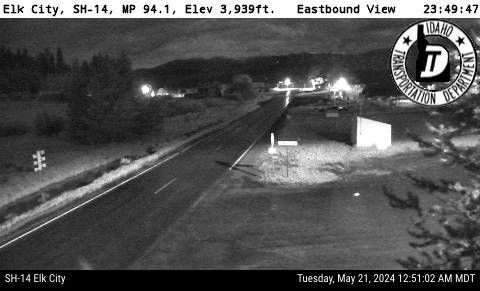 Elk City, SH-14, MP 94.1, Elev 3,939ft. Eastbound View 23:49:47
IDAHO
TRANSPORTATION DEPARTMENT
SH-14 Elk City Tuesday, May 21, 2024 12:51:02 AM MDT